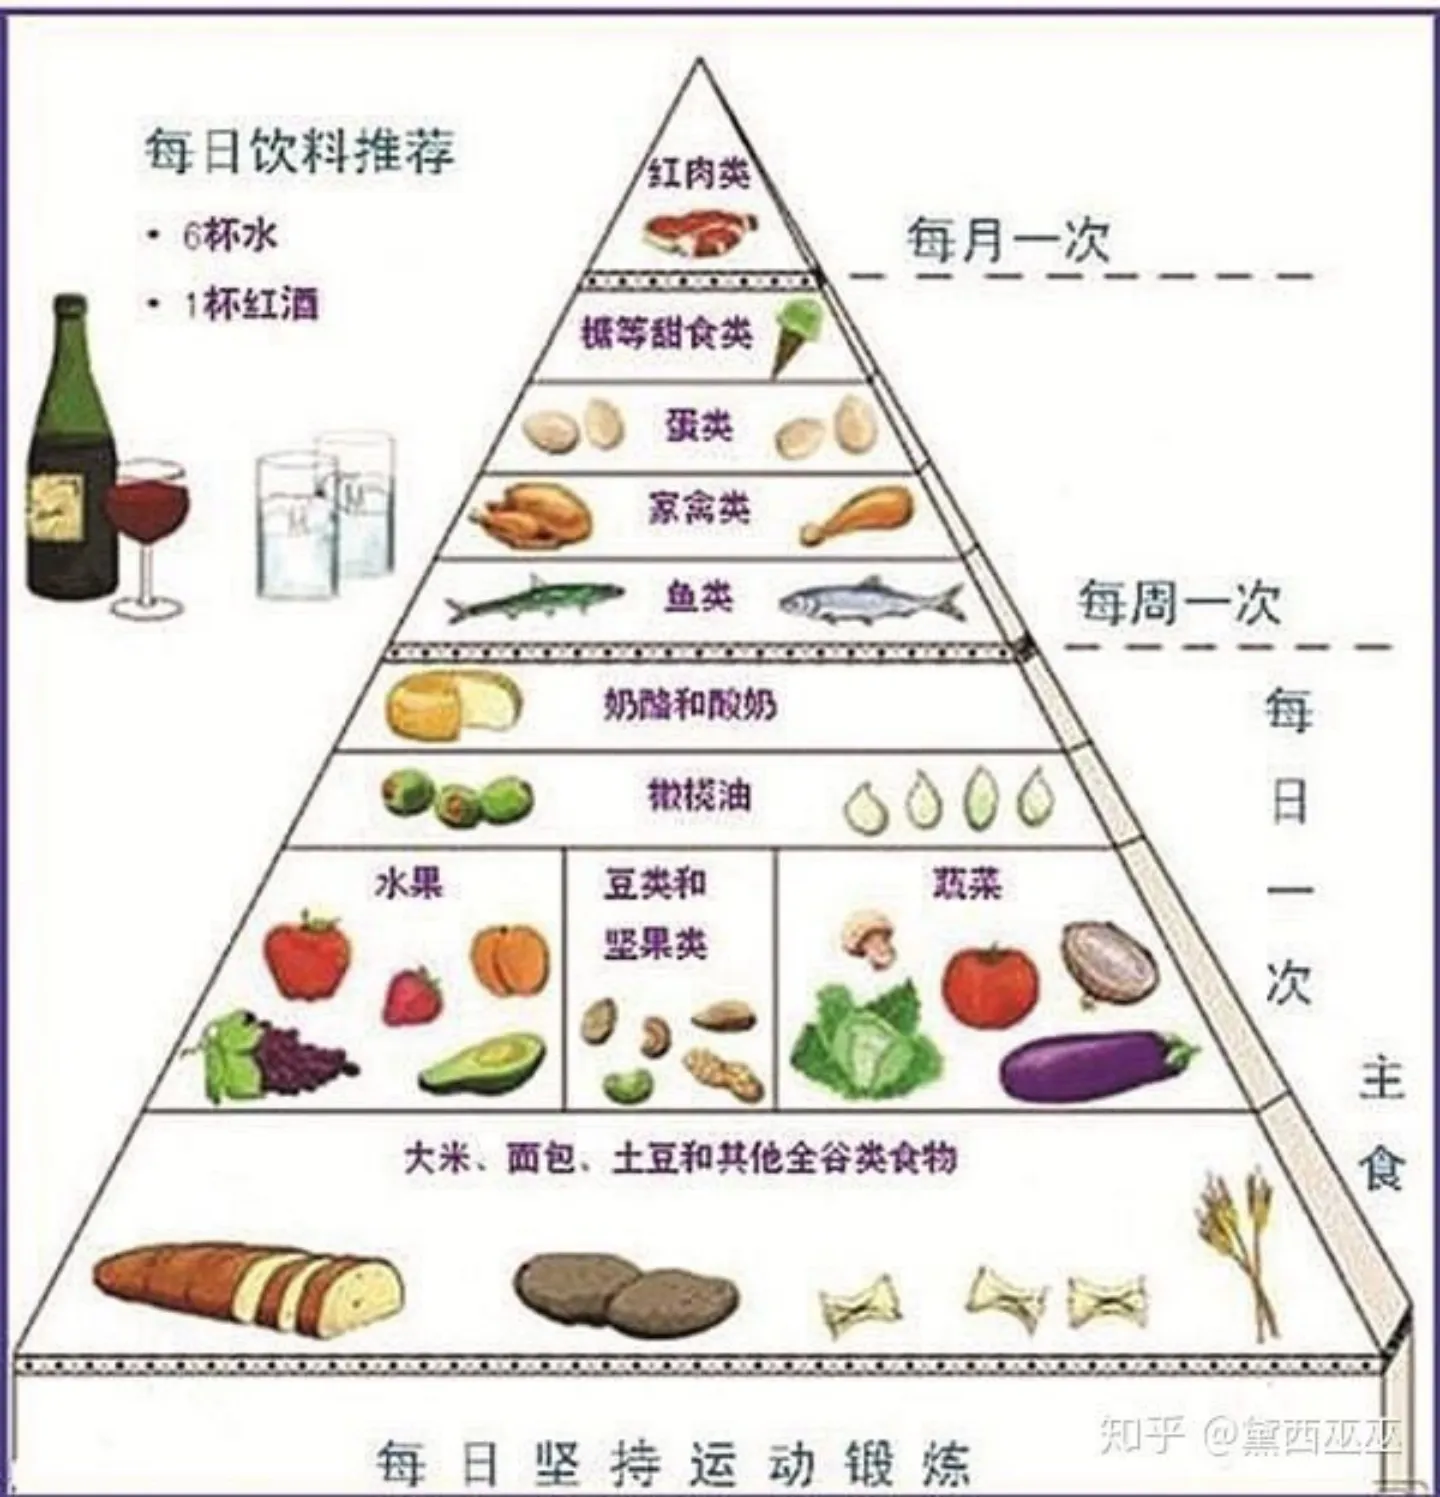 每日饮料推荐
• 6杯水
• 1杯红酒
红肉类
每月一次
糖等甜食类
蛋类
家禽类
鱼类
每周一次
奶酪和酸奶
橄榄油
每日一次
水果
豆类和
坚果类
蔬菜
主食
大米、面包、土豆和其他全谷类食物
每日坚持运动锻炼
知乎 @黛西巫巫